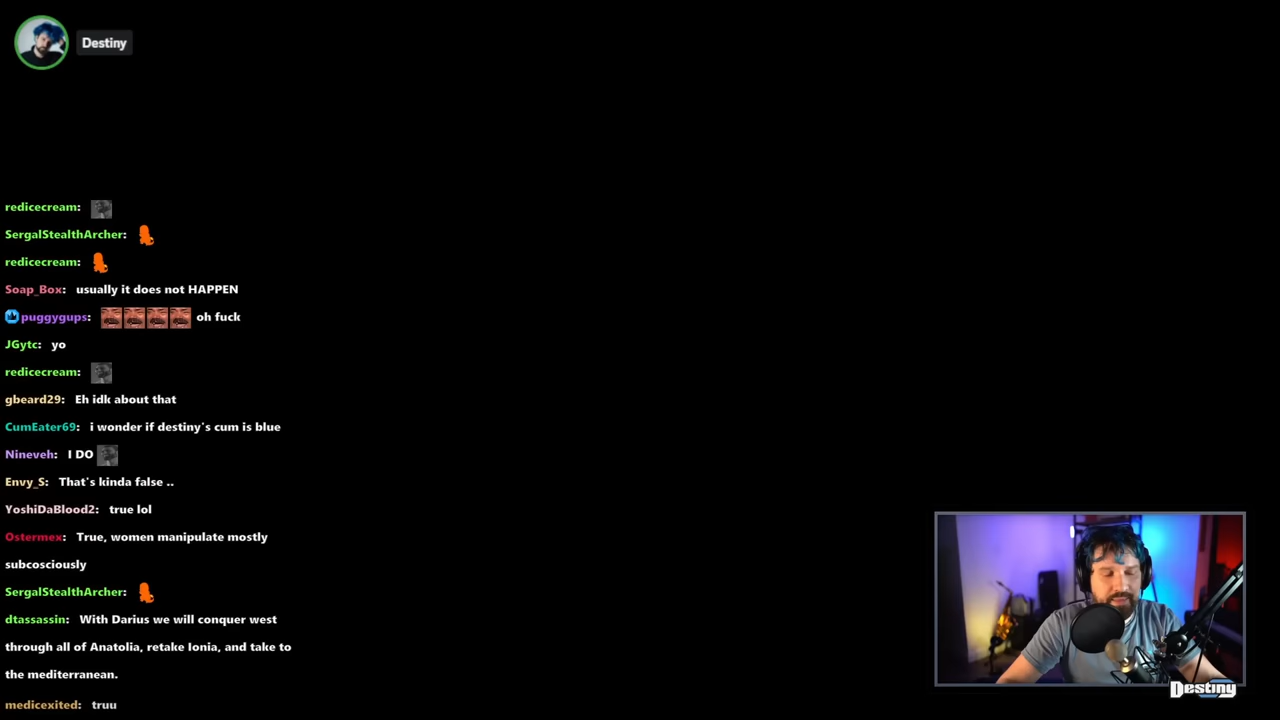 Destiny
redicecream:
SergalStealthArcher:
redicecream:
Soap_Box: usually it does not HAPPEN
puggygups: oh fuck
JGytc: yo
redicecream:
gbeard29: Eh idk about that
CumEater69: i wonder if destiny's cum is blue
Nineveh: I DO
Envy_S: That's kinda false ..
YoshiDaBlood2: true lol
Ostermex: True, women manipulate mostly
subcosciously
SergalStealthArcher:
dtassassin: With Darius we will conquer west
through all of Anatolia, retake Ionia, and take to
the mediterranean.
medicexited: truu
Destiny